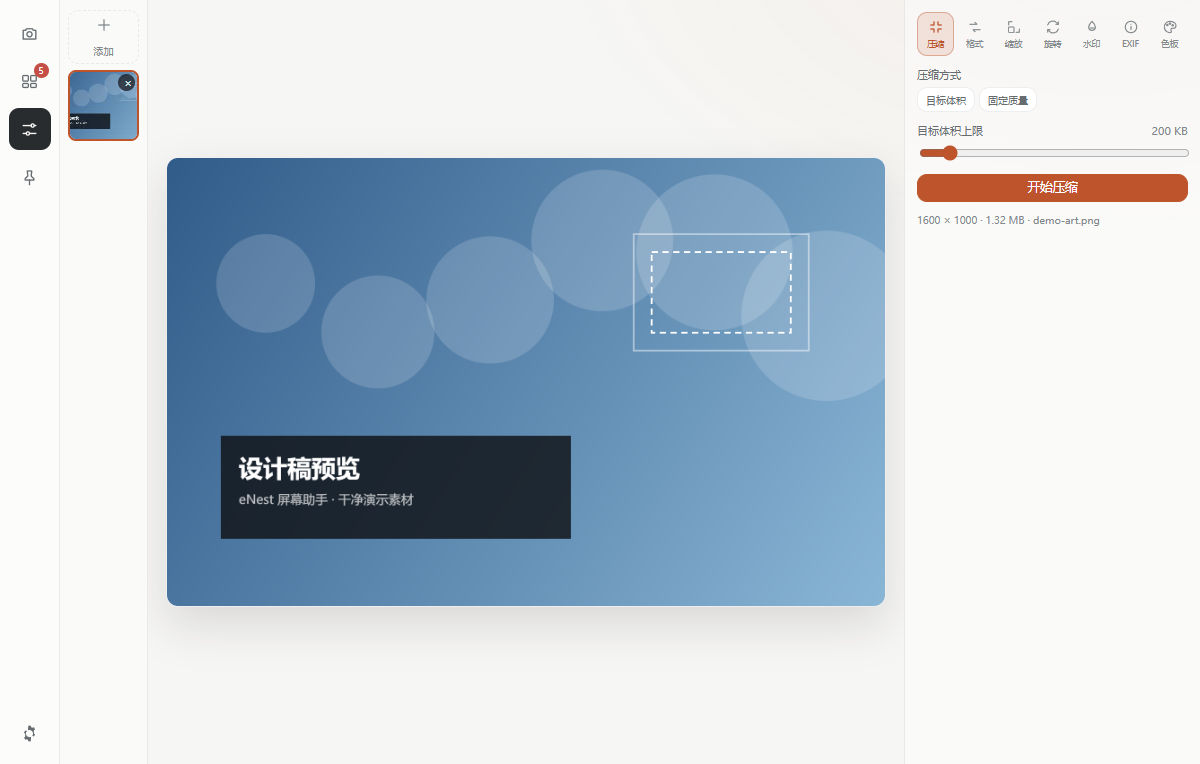 5
添加
设计稿预览
eNest 屏幕助手 · 干净演示素材
压缩
格式
缩放
旋转
水印
EXIF
色板
压缩方式
目标体积
固定质量
目标体积上限
200 KB
开始压缩
1600 × 1000 · 1.32 MB · demo-art.png